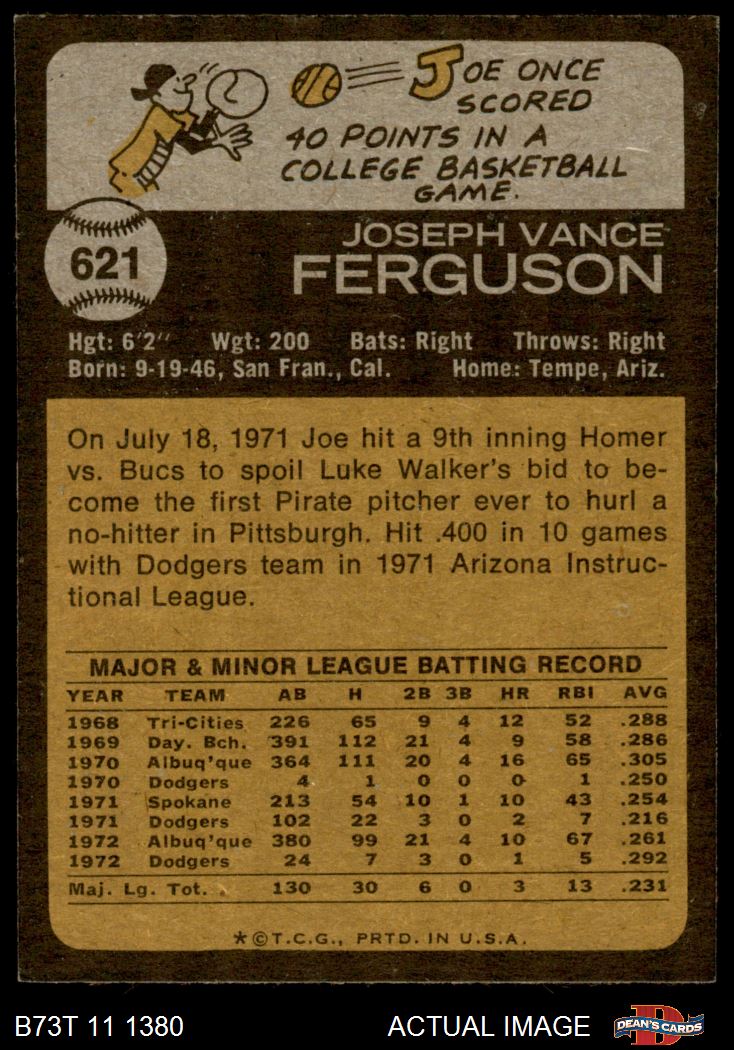 JOE ONCE
SCORED
40 POINTS IN A
COLLEGE BASKETBALL
GAME.
621
JOSEPH VANCE
FERGUSON
Hgt: 6'2" Wgt: 200 Bats: Right Throws: Right
Born: 9-19-46, San Fran., Cal. Home: Tempe, Ariz.
On July 18, 1971 Joe hit a 9th inning Homer
vs. Bucs to spoil Luke Walker's bid to be-
come the first Pirate pitcher ever to hurl a
no-hitter in Pittsburgh. Hit .400 in 10 games
with Dodgers team in 1971 Arizona Instruc-
tional League.
MAJOR & MINOR LEAGUE BATTING RECORD
YEAR TEAM AB H 2B 3B HR RBI AVG
1968 Tri-Cities 226 65 9 4 12 52 .288
1969 Day. Bch. 391 112 21 4 9 58 .286
1970 Albuq'que 364 111 20 4 16 65 .305
1970 Dodgers 4 1 0 0 0 1 .250
1971 Spokane 213 54 10 1 10 43 .254
1971 Dodgers 102 22 3 0 2 7 .216
1972 Albuq'que 380 99 21 4 10 67 .261
1972 Dodgers 24 7 3 0 1 5 .292
Maj. Lg. Tot. 130 30 6 0 3 13 .231
*©T.C.G., PRTD. IN U.S.A.
B73T 11 1380 ACTUAL IMAGE D DEAN'S CARDS